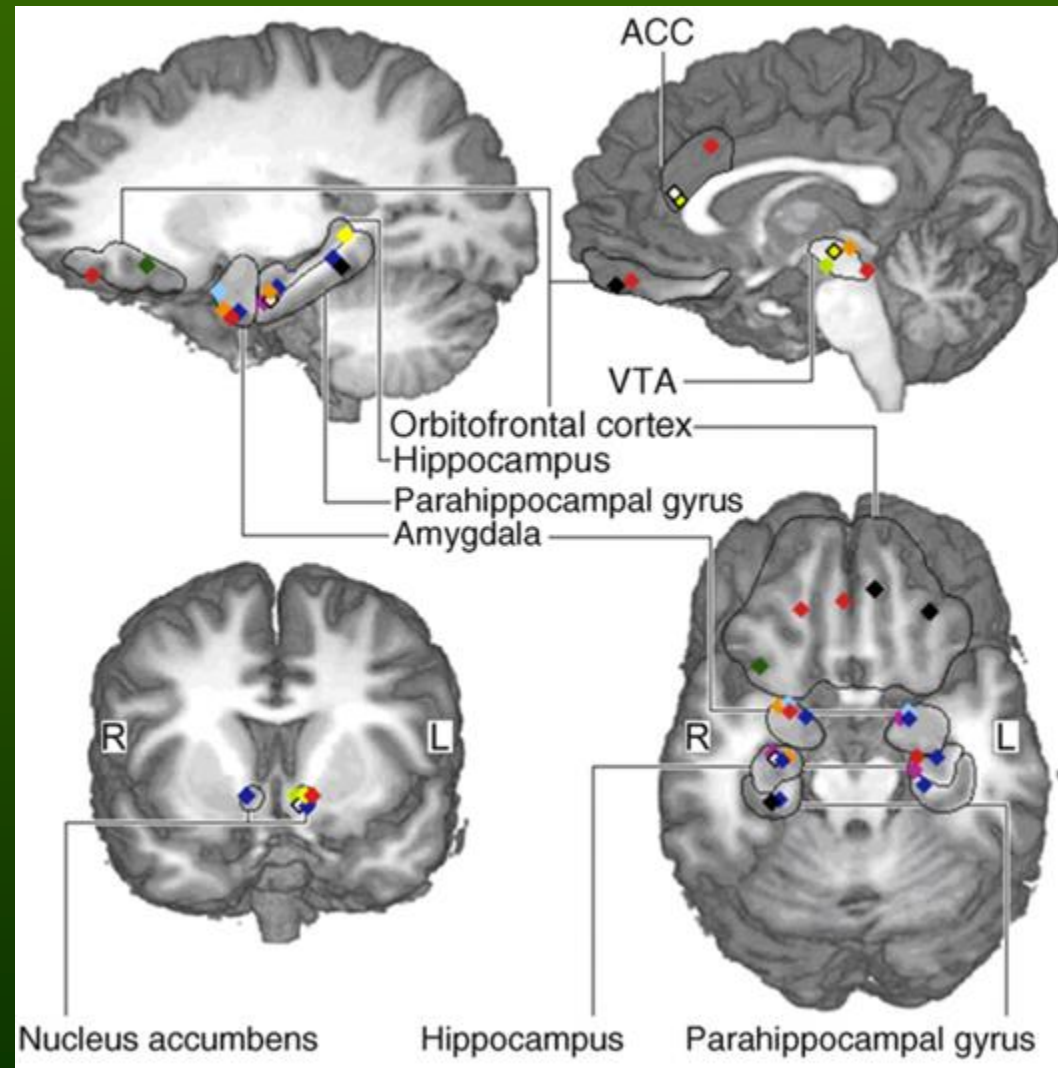 ACC
VTA
Orbitofrontal cortex
Hippocampus
Parahippocampal gyrus
Amygdala
R
L
R
L
Nucleus accumbens
Hippocampus
Parahippocampal gyrus